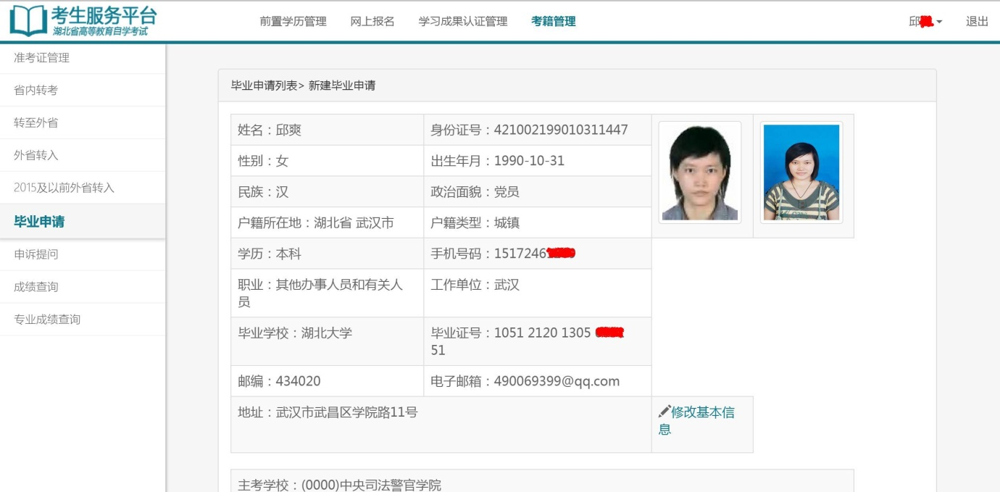 考生服务平台
湖北省高等教育自学考试
前置学历管理 网上报名 学习成果认证管理 考籍管理 邱 退出
准考证管理
省内转考
转至外省
外省转入
2015及以前外省转入
毕业申请
申诉提问
成绩查询
专业成绩查询
毕业申请列表> 新建毕业申请
姓名：邱爽 身份证号：421002199010311447
性别：女 出生年月：1990-10-31
民族：汉 政治面貌：党员
户籍所在地：湖北省 武汉市 户籍类型：城镇
学历：本科 手机号码：1517246
职业：其他办事人员和有关人
员
工作单位：武汉
毕业学校：湖北大学 毕业证号：1051 2120 1305
51
邮编：434020 电子邮箱：490069399@qq.com
地址：武汉市武昌区学院路11号
修改基本信
息
主考学校：(0000)中央司法警官学院